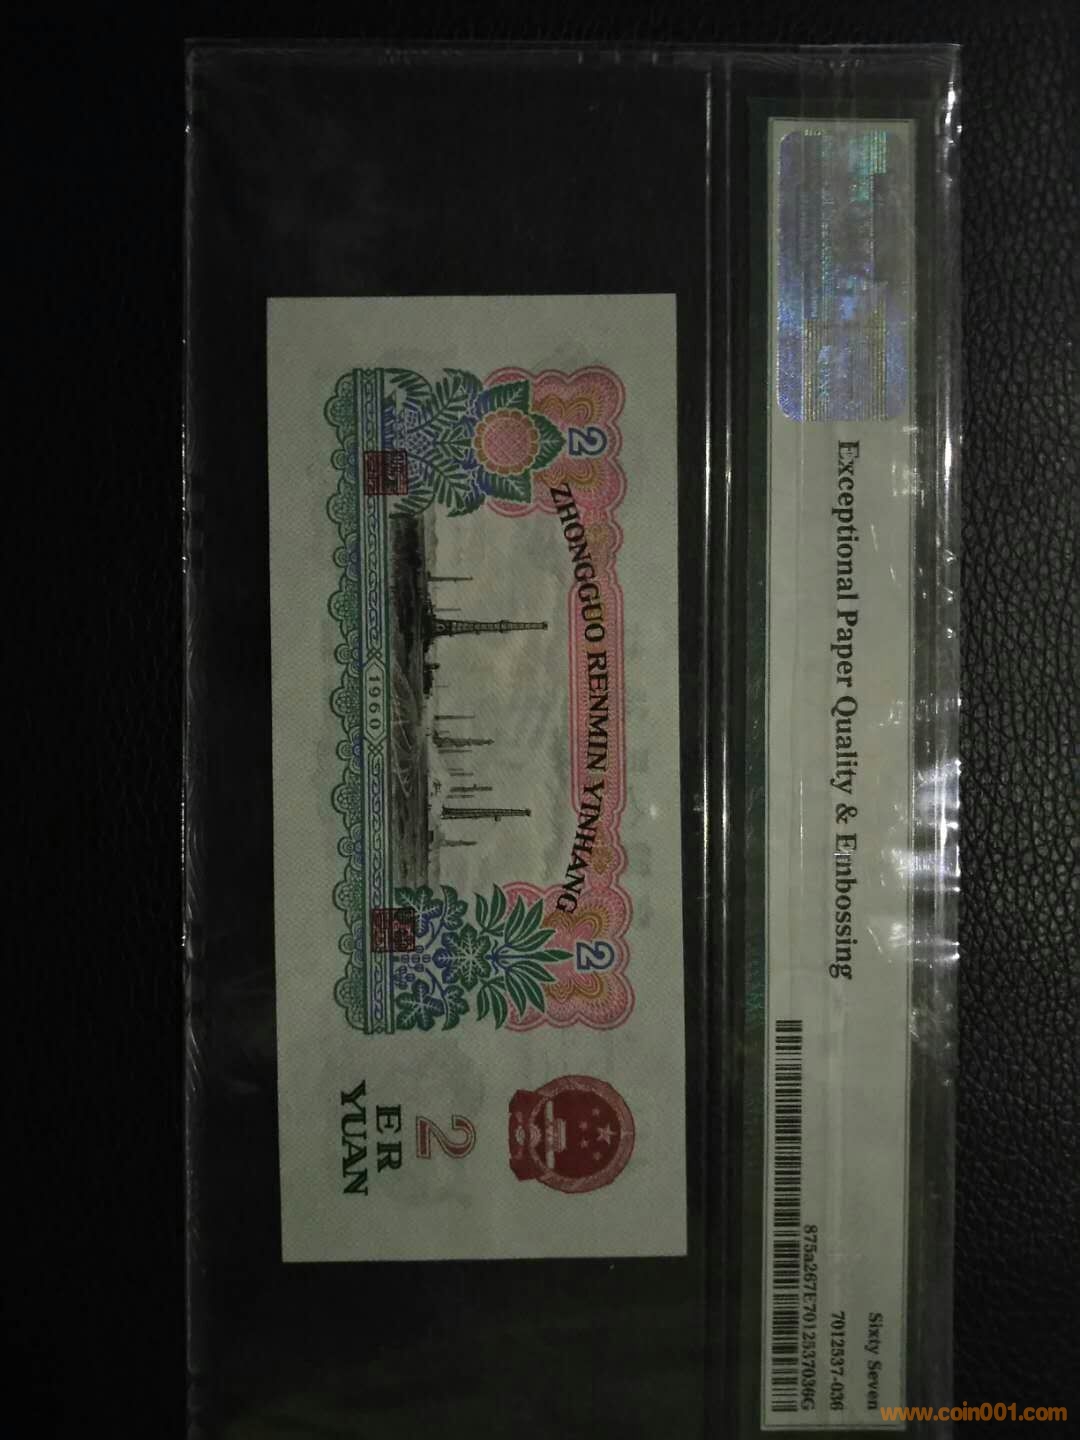 Exceptional Paper Quality & Embossing
Sixty Seven
7012537-036
875a267E7012537036G
ZHONGGUO RENMIN YINHANG
2
2
1960
2
ER
YUAN
www.coin001.com